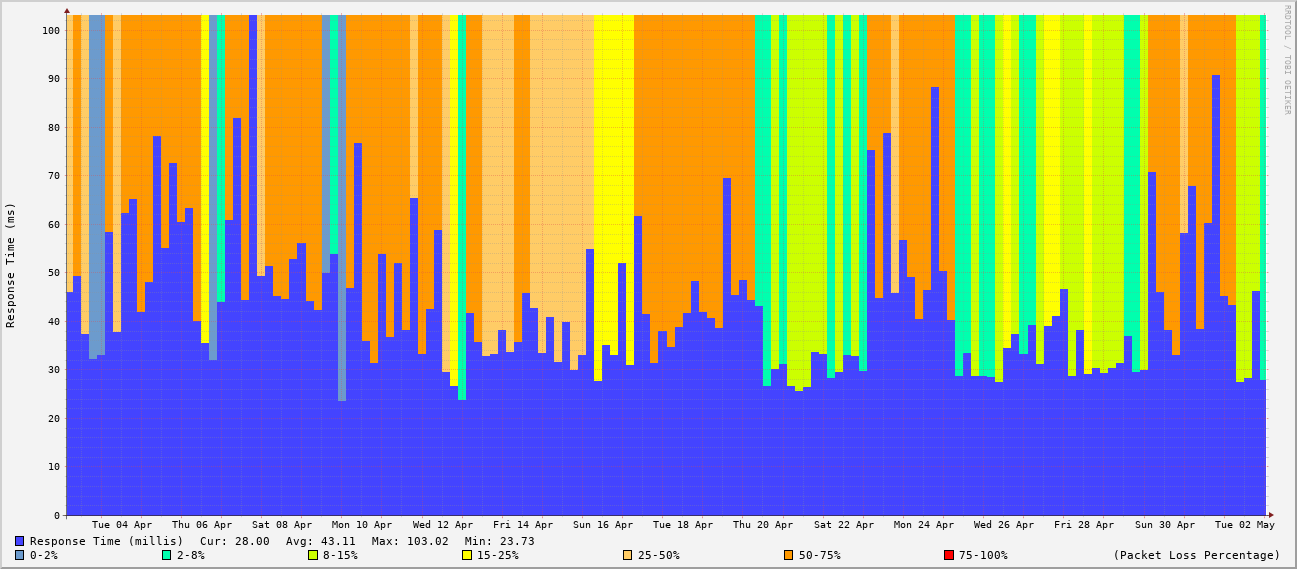 RRDTOOL / TOBI OETIKER
Response Time (ms)
100
90
80
70
60
50
40
30
20
10
0
Tue 04 Apr Thu 06 Apr Sat 08 Apr Mon 10 Apr Wed 12 Apr Fri 14 Apr Sun 16 Apr Tue 18 Apr Thu 20 Apr Sat 22 Apr Mon 24 Apr Wed 26 Apr Fri 28 Apr Sun 30 Apr Tue 02 May
Response Time (millis) Cur: 28.00 Avg: 43.11 Max: 103.02 Min: 23.73
0-2% 2-8% 8-15% 15-25% 25-50% 50-75% 75-100% (Packet Loss Percentage)